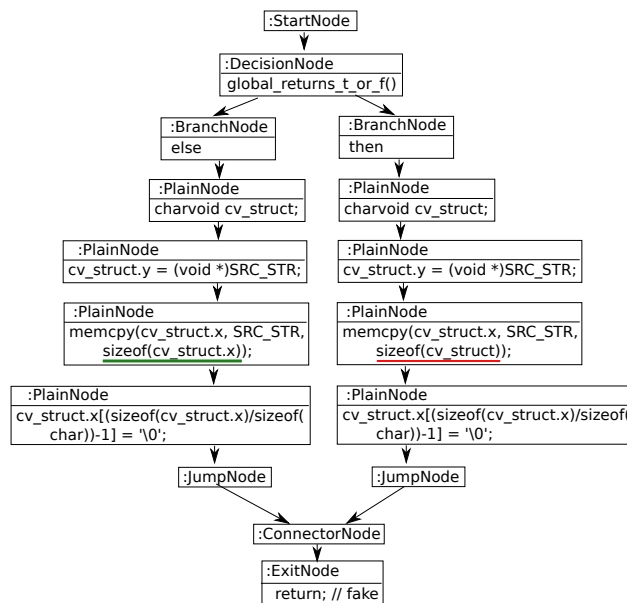 :StartNode
:DecisionNode
global_returns_t_or_f()
:BranchNode
else
:BranchNode
then
:PlainNode
charvoid cv_struct;
:PlainNode
charvoid cv_struct;
:PlainNode
cv_struct.y = (void *)SRC_STR;
:PlainNode
cv_struct.y = (void *)SRC_STR;
:PlainNode
memcpy(cv_struct.x, SRC_STR,
sizeof(cv_struct.x));
:PlainNode
memcpy(cv_struct.x, SRC_STR,
sizeof(cv_struct));
:PlainNode
cv_struct.x[(sizeof(cv_struct.x)/sizeof(
char))-1] = '\0';
:PlainNode
cv_struct.x[(sizeof(cv_struct.x)/sizeof(
char))-1] = '\0';
:JumpNode
:JumpNode
:ConnectorNode
:ExitNode
return; // fake